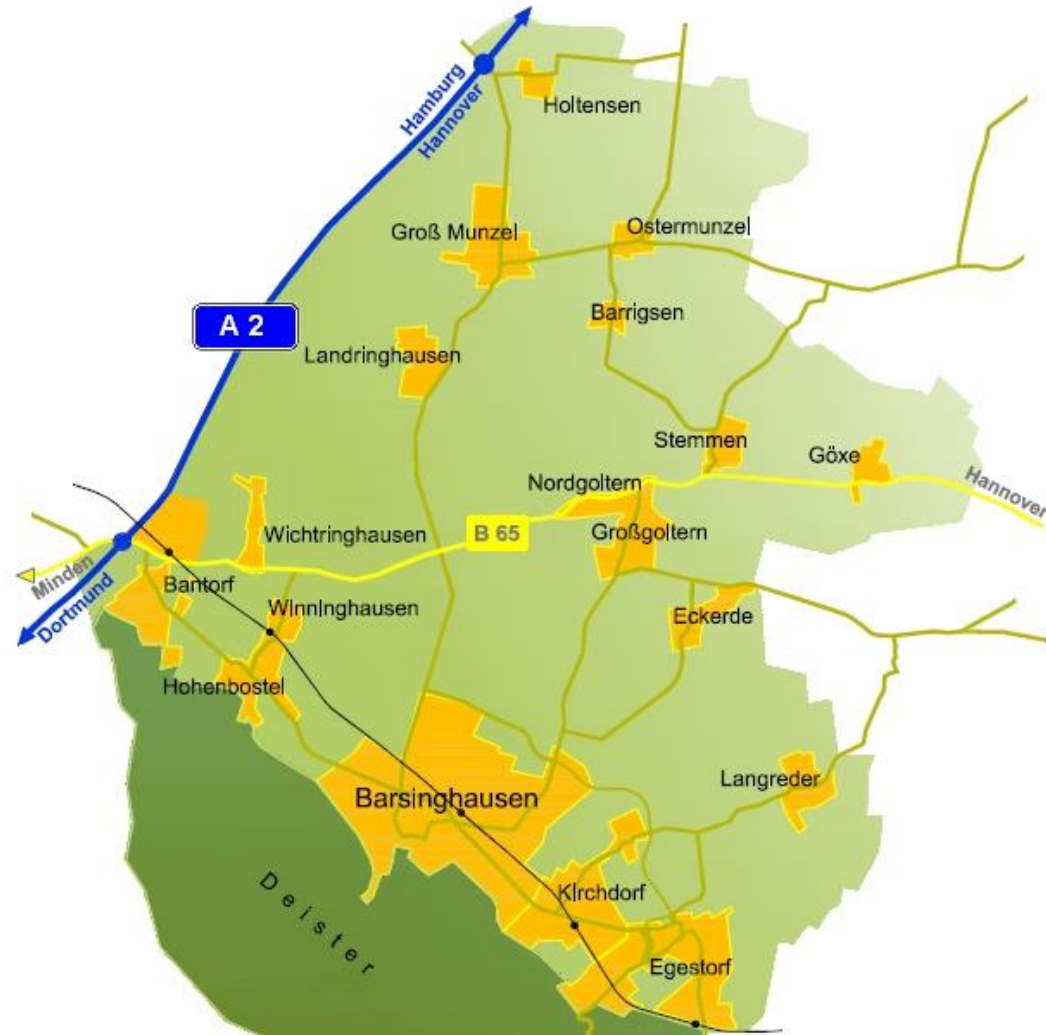 Hamburg
Hannover
Holtensen
Groß Munzel
Ostermunzel
Barrigsen
A 2
Landringhausen
Stemmen
Göxe
Nordgoltern
Hannover
Wichtringhausen
B 65
Großgoltern
Minden
Dortmund
Bantorf
Winninghausen
Eckerde
Hohenbostel
Langreder
Barsinghausen
Kirchdorf
Deister
Egestorf